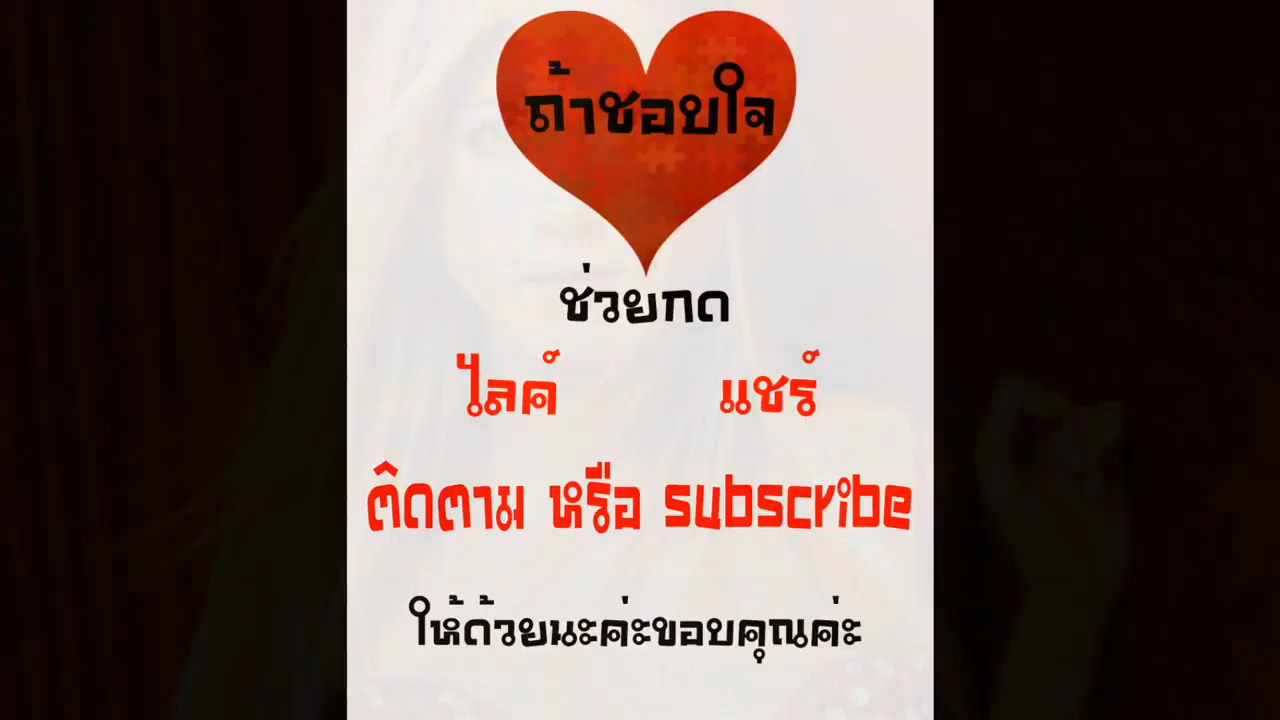 ถ้าชอบใจ
ช่วยกด
ไลค์ แชร์
ติดตาม หรือ subscribe
ให้ด้วยนะค่ะขอบคุณค่ะ